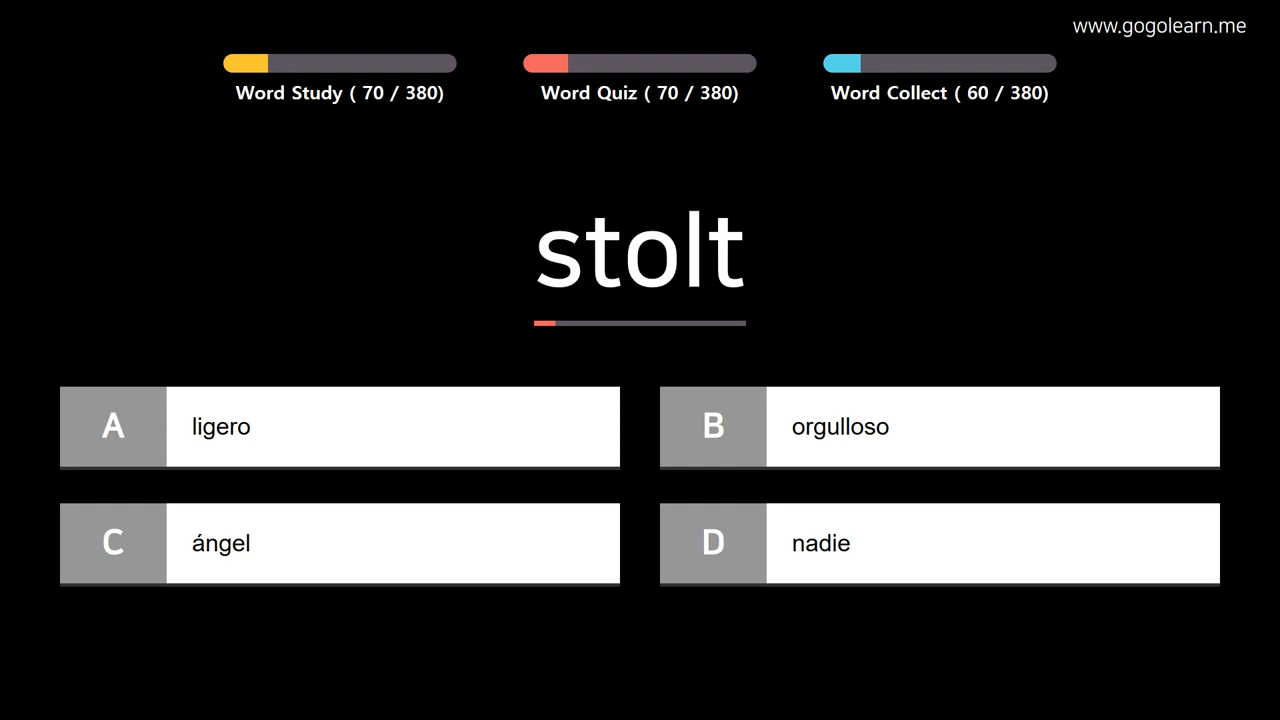 www.gogolearn.me
Word Study ( 70 / 380)
Word Quiz ( 70 / 380)
Word Collect ( 60 / 380)
stolt
A ligero
B orgulloso
C ángel
D nadie